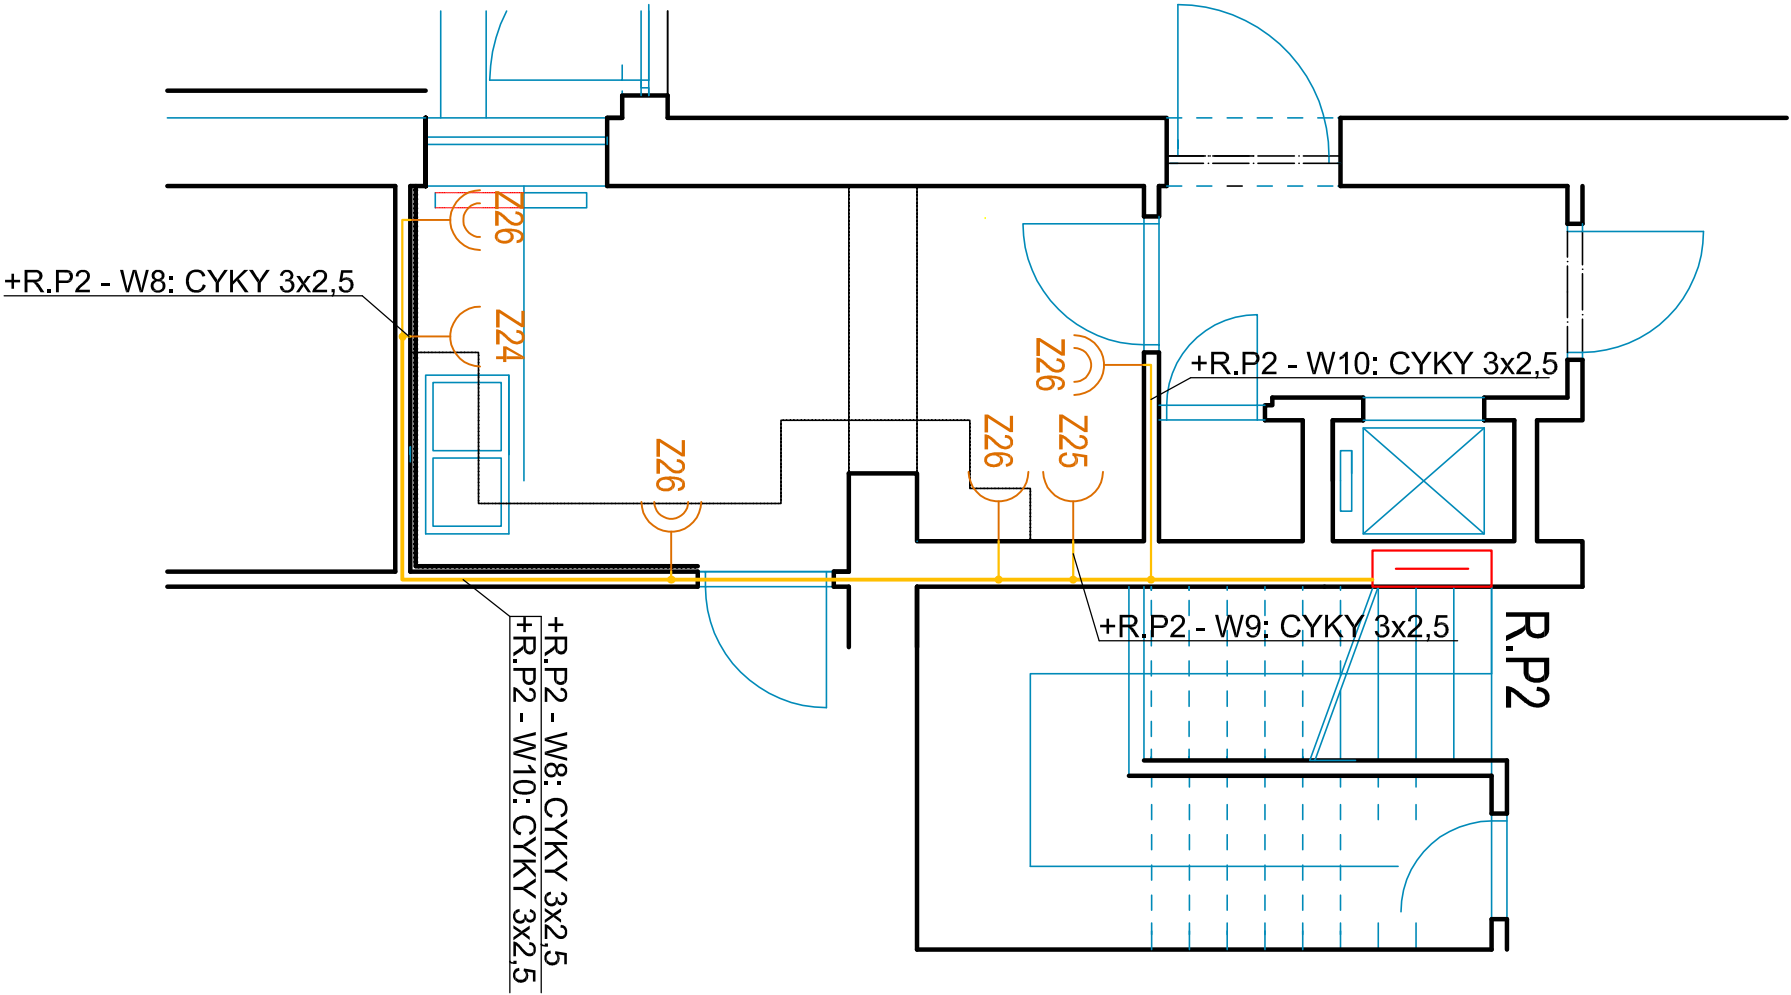 Z26
+R.P2 - W8: CYKY 3x2,5
Z24
Z26
+R.P2 - W10: CYKY 3x2,5
Z26
Z26
Z25
+R.P2 - W9: CYKY 3x2,5
R.P2
+R.P2 - W8: CYKY 3x2,5
+R.P2 - W10: CYKY 3x2,5